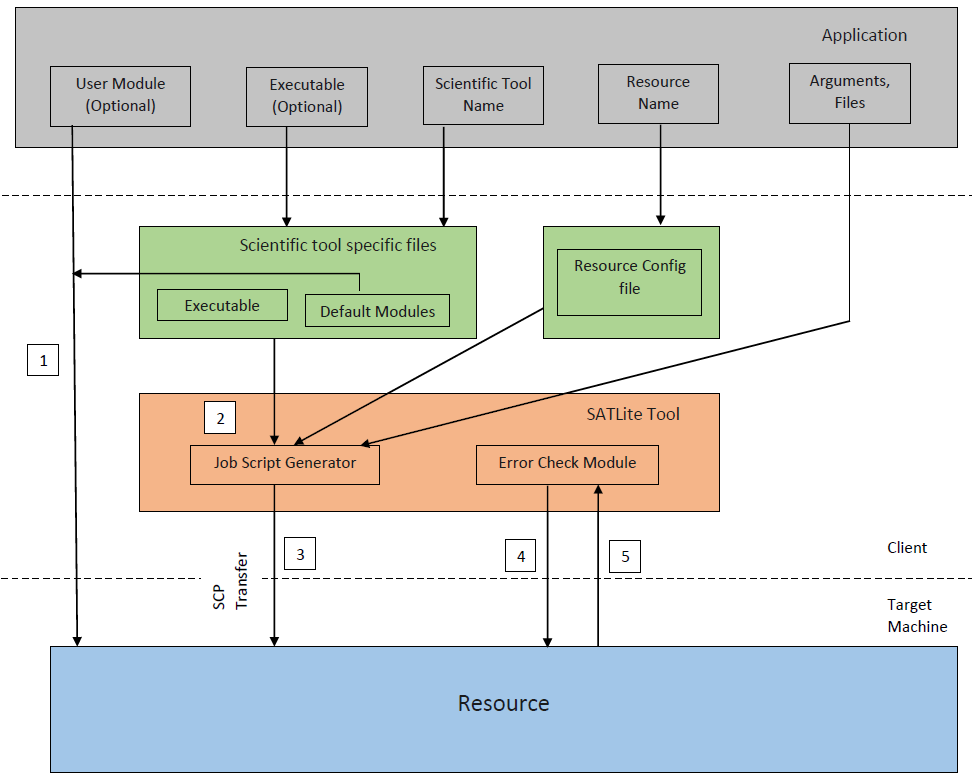 Application
User Module
(Optional)
Executable
(Optional)
Scientific Tool
Name
Resource
Name
Arguments,
Files
Scientific tool specific files
Executable
Default Modules
Resource Config
file
1
2
SATLite Tool
Job Script Generator
Error Check Module
3
4
5
SCP
Transfer
Client
Target
Machine
Resource